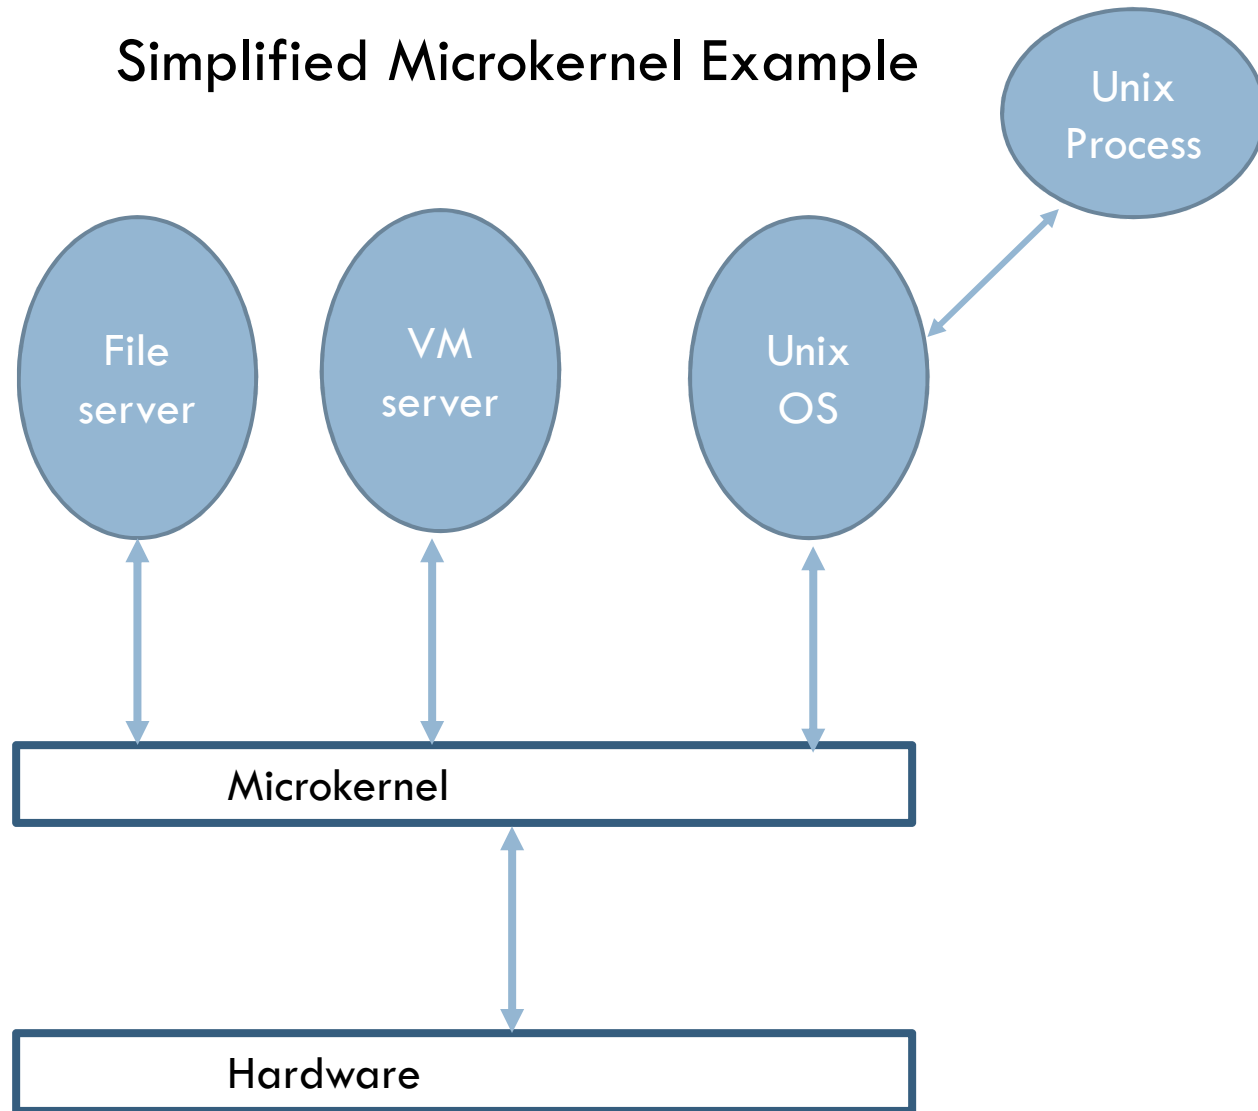 Simplified Microkernel Example
Unix
Process
File
server
VM
server
Unix
OS
Microkernel
Hardware